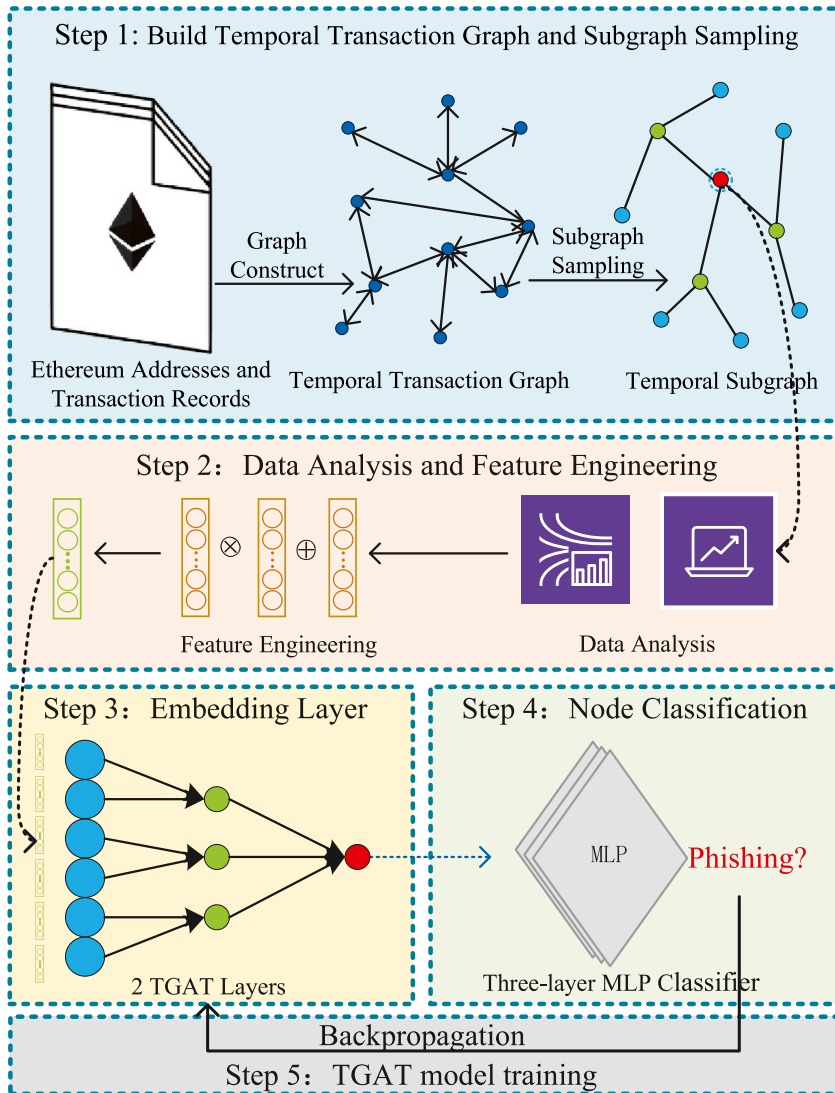 Step 1: Build Temporal Transaction Graph and Subgraph Sampling
Graph
Construct
Subgraph
Sampling
Ethereum Addresses and
Transaction Records
Temporal Transaction Graph
Temporal Subgraph
Step 2: Data Analysis and Feature Engineering
Feature Engineering
Data Analysis
Step 3: Embedding Layer
2 TGAT Layers
Step 4: Node Classification
MLP
Phishing?
Three-layer MLP Classifier
Backpropagation
Step 5: TGAT model training